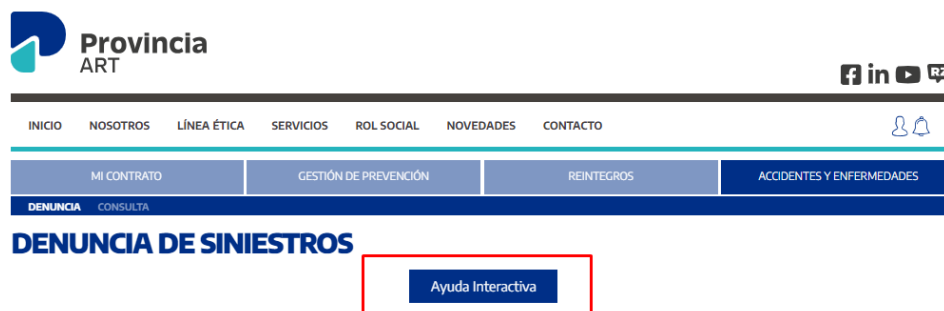 Provincia
ART
INICIO NOSOTROS LÍNEA ÉTICA SERVICIOS ROL SOCIAL NOVEDADES CONTACTO
MI CONTRATO GESTIÓN DE PREVENCIÓN REINTEGROS ACCIDENTES Y ENFERMEDADES
DENUNCIA CONSULTA
DENUNCIA DE SINIESTROS
Ayuda Interactiva